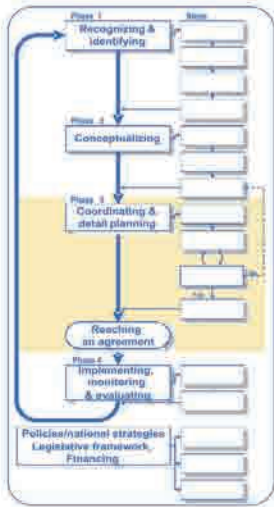 Phase 1
Steps
Recognizing &
identifying
Phase 2
Conceptualizing
Phase 3
Coordinating &
detail planning
Reaching
an agreement
Phase 4
Implementing,
monitoring
& evaluating
Policies/national strategies
Legislative framework,
Financing